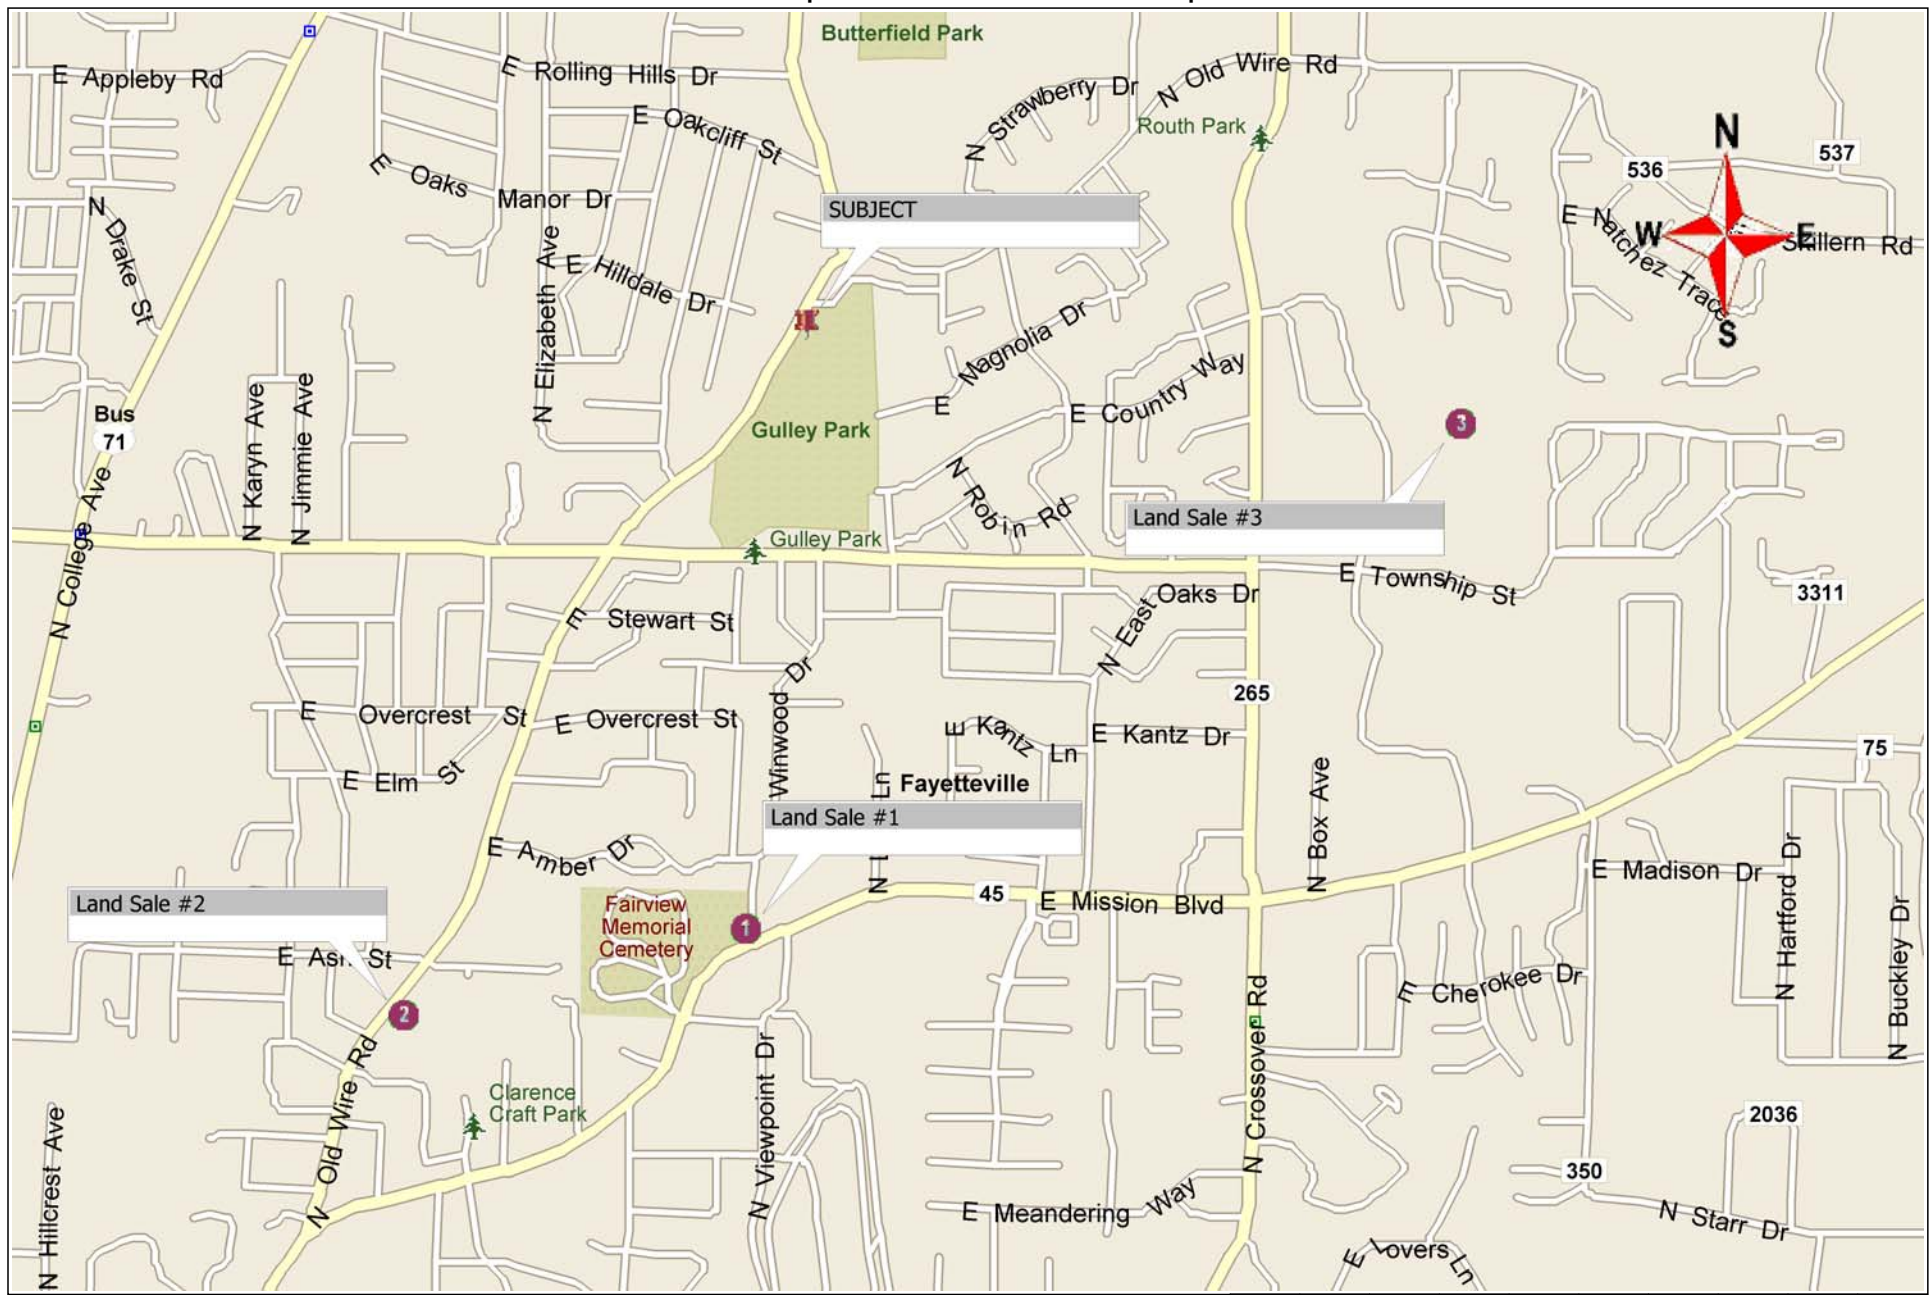 Butterfield Park
E Appleby Rd
E Rolling Hills Dr
N Old Wire Rd
N Strawberry Dr
E Oakcliff St
Routh Park
N
536
537
E Oaks Manor Dr
N Drake St
SUBJECT
E Natchez Trace
W
E
Skillern Rd
S
E Hilldale Dr
N Elizabeth Ave
E Magnolia Dr
E Country Way
Bus
71
N Karyn Ave
N Jimmie Ave
Gulley Park
3
N Robin Rd
Land Sale #3
N College Ave
Gulley Park
E Township St
3311
E Stewart St
N East Oaks Dr
265
E Overcrest St
E Overcrest St
Winwood Dr
E Kantz Ln
E Kantz Dr
75
E Elm St
Fayetteville
Land Sale #1
N Box Ave
E Amber Dr
E Madison Dr
N Hartford Dr
Land Sale #2
Fairview
Memorial
Cemetery
1
45
E Mission Blvd
E Ash St
2
E Cherokee Dr
N Buckley Dr
N Old Wire Rd
Clarence
Craft Park
N Viewpoint Dr
N Crossover Rd
2036
N Hillcrest Ave
350
E Meandering Way
N Starr Dr
E Lovers Ln